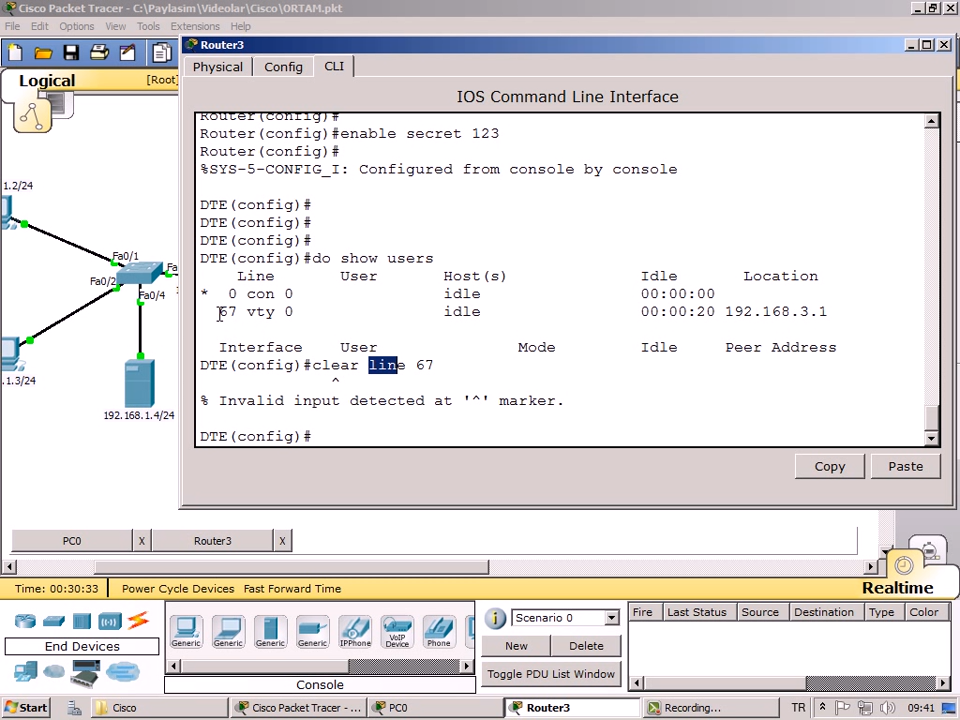 Cisco Packet Tracer - C:\Paylasim\Videolar\Cisco\ORTAM.pkt
File Edit Options View Tools Extensions Help
Router3
Logical [Root]
Physical Config CLI
IOS Command Line Interface
Router(config)#
Router(config)#enable secret 123
Router(config)#
%SYS-5-CONFIG_I: Configured from console by console
DTE(config)#
DTE(config)#
DTE(config)#
DTE(config)#do show users
Line User Host(s) Idle Location
* 0 con 0 idle 00:00:00
67 vty 0 idle 00:00:20 192.168.3.1
Interface User Mode Idle Peer Address
DTE(config)#clear line 67
^
% Invalid input detected at '^' marker.
DTE(config)#
Copy Paste
1.2/24
Fa0/1
Fa0/2
Fa0/4
.1.3/24
192.168.1.4/24
PC0 X Router3 X
Time: 00:30:33 Power Cycle Devices Fast Forward Time Realtime
End Devices
Generic Generic Generic Generic IPPhone VoIP Device Phone Generic
Console
Scenario 0
New Delete
Toggle PDU List Window
Fire Last Status Source Destination Type Color
Start Cisco Cisco Packet Tracer - ... PC0 Router3 Recording... TR 09:41